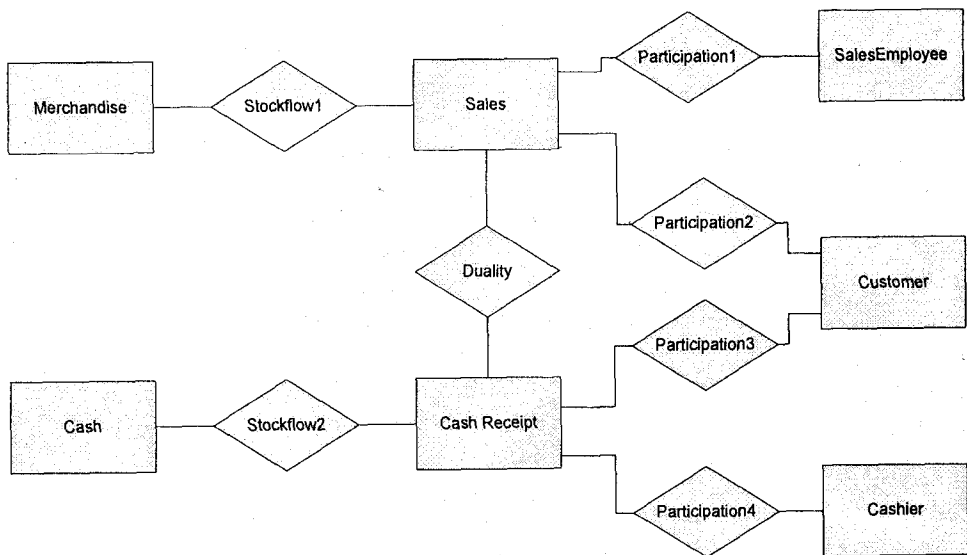 Participation1
SalesEmployee
Merchandise
Stockflow1
Sales
Participation2
Duality
Customer
Participation3
Cash
Stockflow2
Cash Receipt
Participation4
Cashier